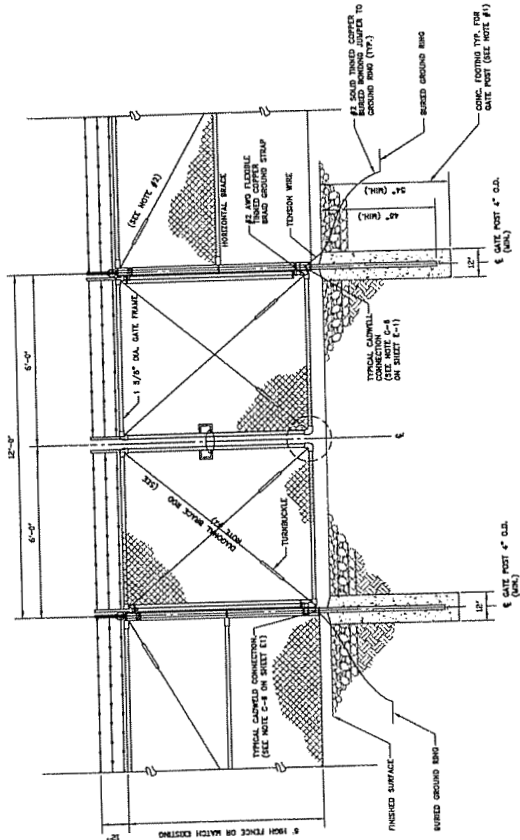 12'-0"
6'-0"
6'-0"
1 5/8" DIA. GATE FRAME
(SEE NOTE #2)
HORIZONTAL BRACE
#2 AWG FLEXIBLE
TINNED COPPER
BRAID GROUND STRAP
TENSION WIRE
#2 SOLID TINNED COPPER
BURIED BONDING JUMPER TO
GROUND RING (TYP.)
BURIED GROUND RING
CONC. FOOTING TYP. FOR
GATE POST (SEE NOTE #1)
48" (MIN.)
54" (MIN.)
12"
℄ GATE POST 4" O.D.
(MIN.)
TYPICAL CADWELD
CONNECTION
(SEE NOTE C-8
ON SHEET E-1)
℄
DIAGONAL BRACE ROD (SEE
NOTE #2)
TURNBUCKLE
12"
℄ GATE POST 4" O.D.
(MIN.)
TYPICAL CADWELD CONNECTION
(SEE NOTE C-8 ON SHEET E1)
FINISHED SURFACE
BURIED GROUND RING
12"
HIGH FENCE OR MATCH EXISTING